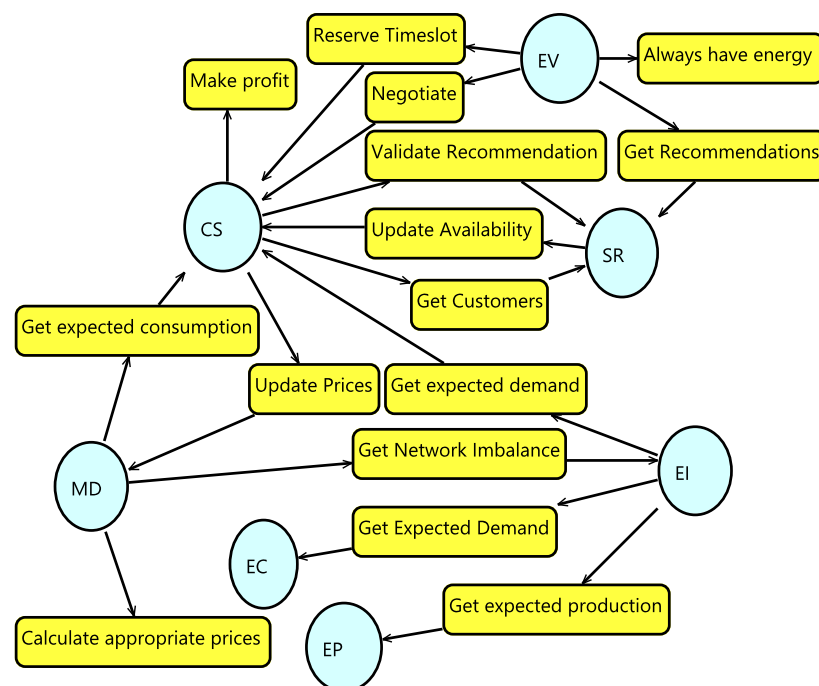 Reserve Timeslot
EV
Always have energy
Make profit
Negotiate
Validate Recommendation
Get Recommendations
CS
Update Availability
SR
Get Customers
Get expected consumption
Update Prices
Get expected demand
Get Network Imbalance
EI
MD
Get Expected Demand
EC
Get expected production
Calculate appropriate prices
EP